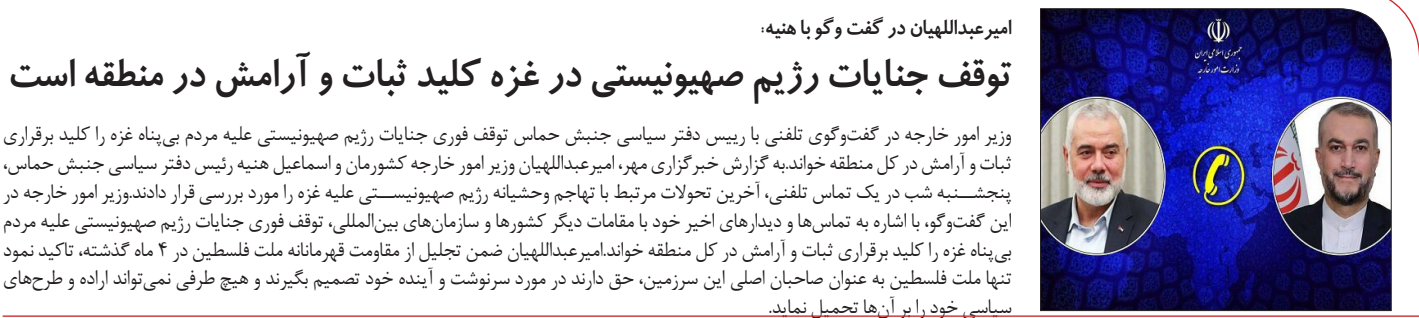 امیرعبداللهیان در گفت وگو با هنیه:
توقف جنایات رژیم صهیونیستی در غزه کلید ثبات و آرامش در منطقه است
وزیر امور خارجه در گفت‌وگوی تلفنی با رییس دفتر سیاسی جنبش حماس توقف فوری جنایات رژیم صهیونیستی علیه مردم بی‌پناه غزه را کلید برقراری
ثبات و آرامش در کل منطقه خواند.به گزارش خبرگزاری مهر، امیرعبداللهیان وزیر امور خارجه کشورمان و اسماعیل هنیه رئیس دفتر سیاسی جنبش حماس،
پنجشـــنبه شب در یک تماس تلفنی، آخرین تحولات مرتبط با تهاجم وحشیانه رژیم صهیونیســـتی علیه غزه را مورد بررسی قرار دادند.وزیر امور خارجه در
این گفت‌وگو، با اشاره به تماس‌ها و دیدارهای اخیر خود با مقامات دیگر کشورها و سازمان‌های بین‌المللی، توقف فوری جنایات رژیم صهیونیستی علیه مردم
بی‌پناه غزه را کلید برقراری ثبات و آرامش در کل منطقه خواند.امیرعبداللهیان ضمن تجلیل از مقاومت قهرمانانه ملت فلسطین در ۴ ماه گذشته، تاکید نمود
تنها ملت فلسطین به عنوان صاحبان اصلی این سرزمین، حق دارند در مورد سرنوشت و آینده خود تصمیم بگیرند و هیچ طرفی نمی‌تواند اراده و طرح‌های
سیاسی خود را بر آن‌ها تحمیل نماید.
جمهوری اسلامی ایران
وزارت امور خارجه